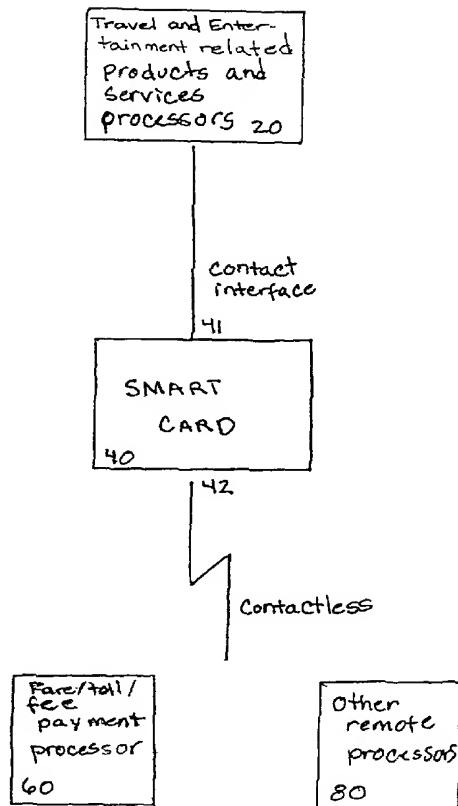 Travel and Enter-
tainment related
products and
services
processors 20
contact
interface
41
SMART
CARD
40
42
Contactless
Fare/toll/
fee
payment
processor
60
Other
remote
processors
80